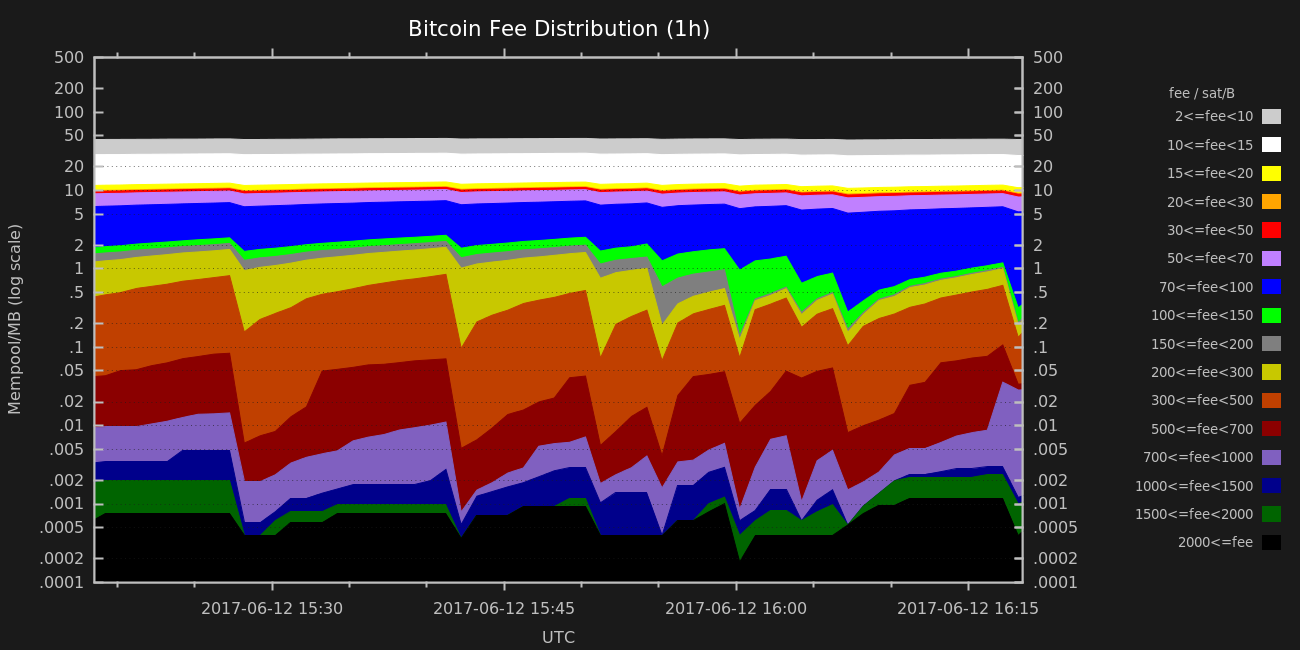 Bitcoin Fee Distribution (1h)
500
200
100
50
20
10
5
2
1
.5
.2
.1
.05
.02
.01
.005
.002
.001
.0005
.0002
.0001
Mempool/MB (log scale)
500
200
100
50
20
10
5
2
1
.5
.2
.1
.05
.02
.01
.005
.002
.001
.0005
.0002
.0001
2017-06-12 15:30
2017-06-12 15:45
2017-06-12 16:00
2017-06-12 16:15
UTC
fee / sat/B
2<=fee<10
10<=fee<15
15<=fee<20
20<=fee<30
30<=fee<50
50<=fee<70
70<=fee<100
100<=fee<150
150<=fee<200
200<=fee<300
300<=fee<500
500<=fee<700
700<=fee<1000
1000<=fee<1500
1500<=fee<2000
2000<=fee